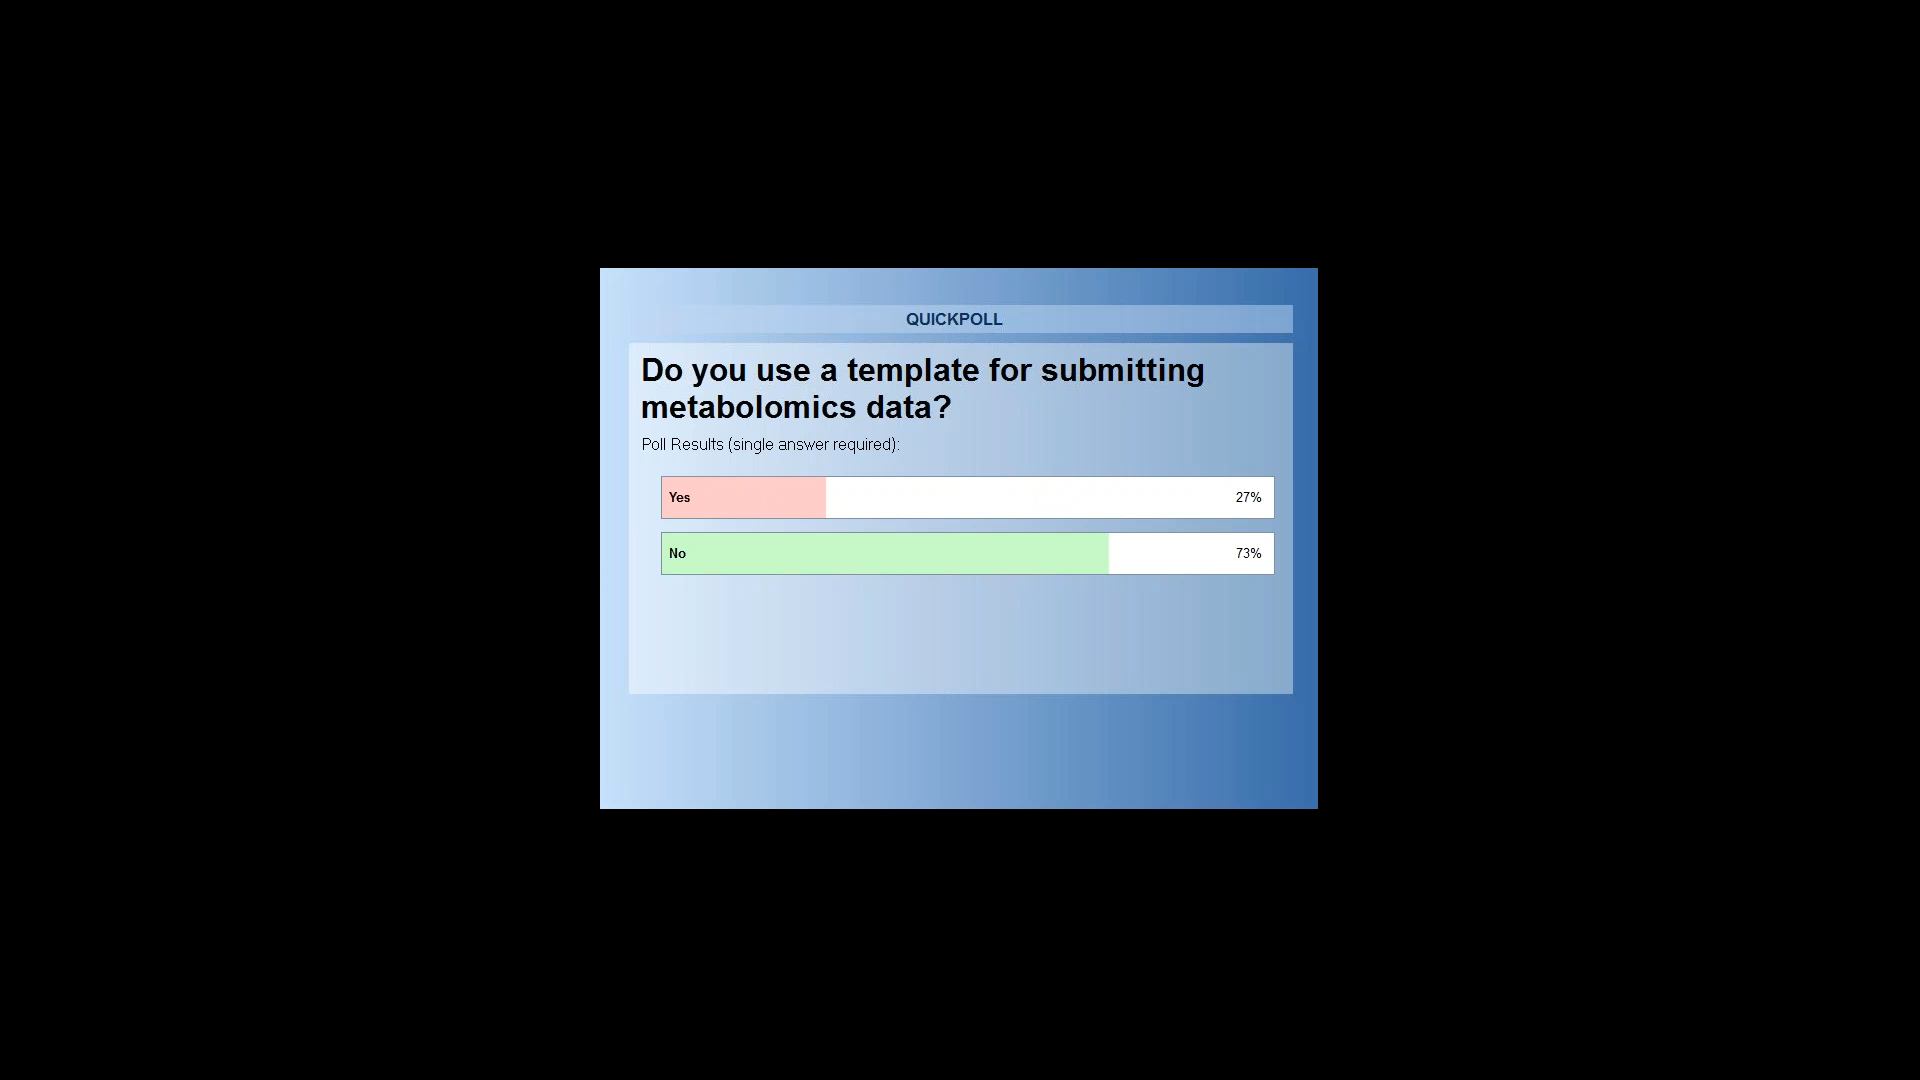 QUICKPOLL
Do you use a template for submitting
metabolomics data?
Poll Results (single answer required):
Yes 27%
No 73%